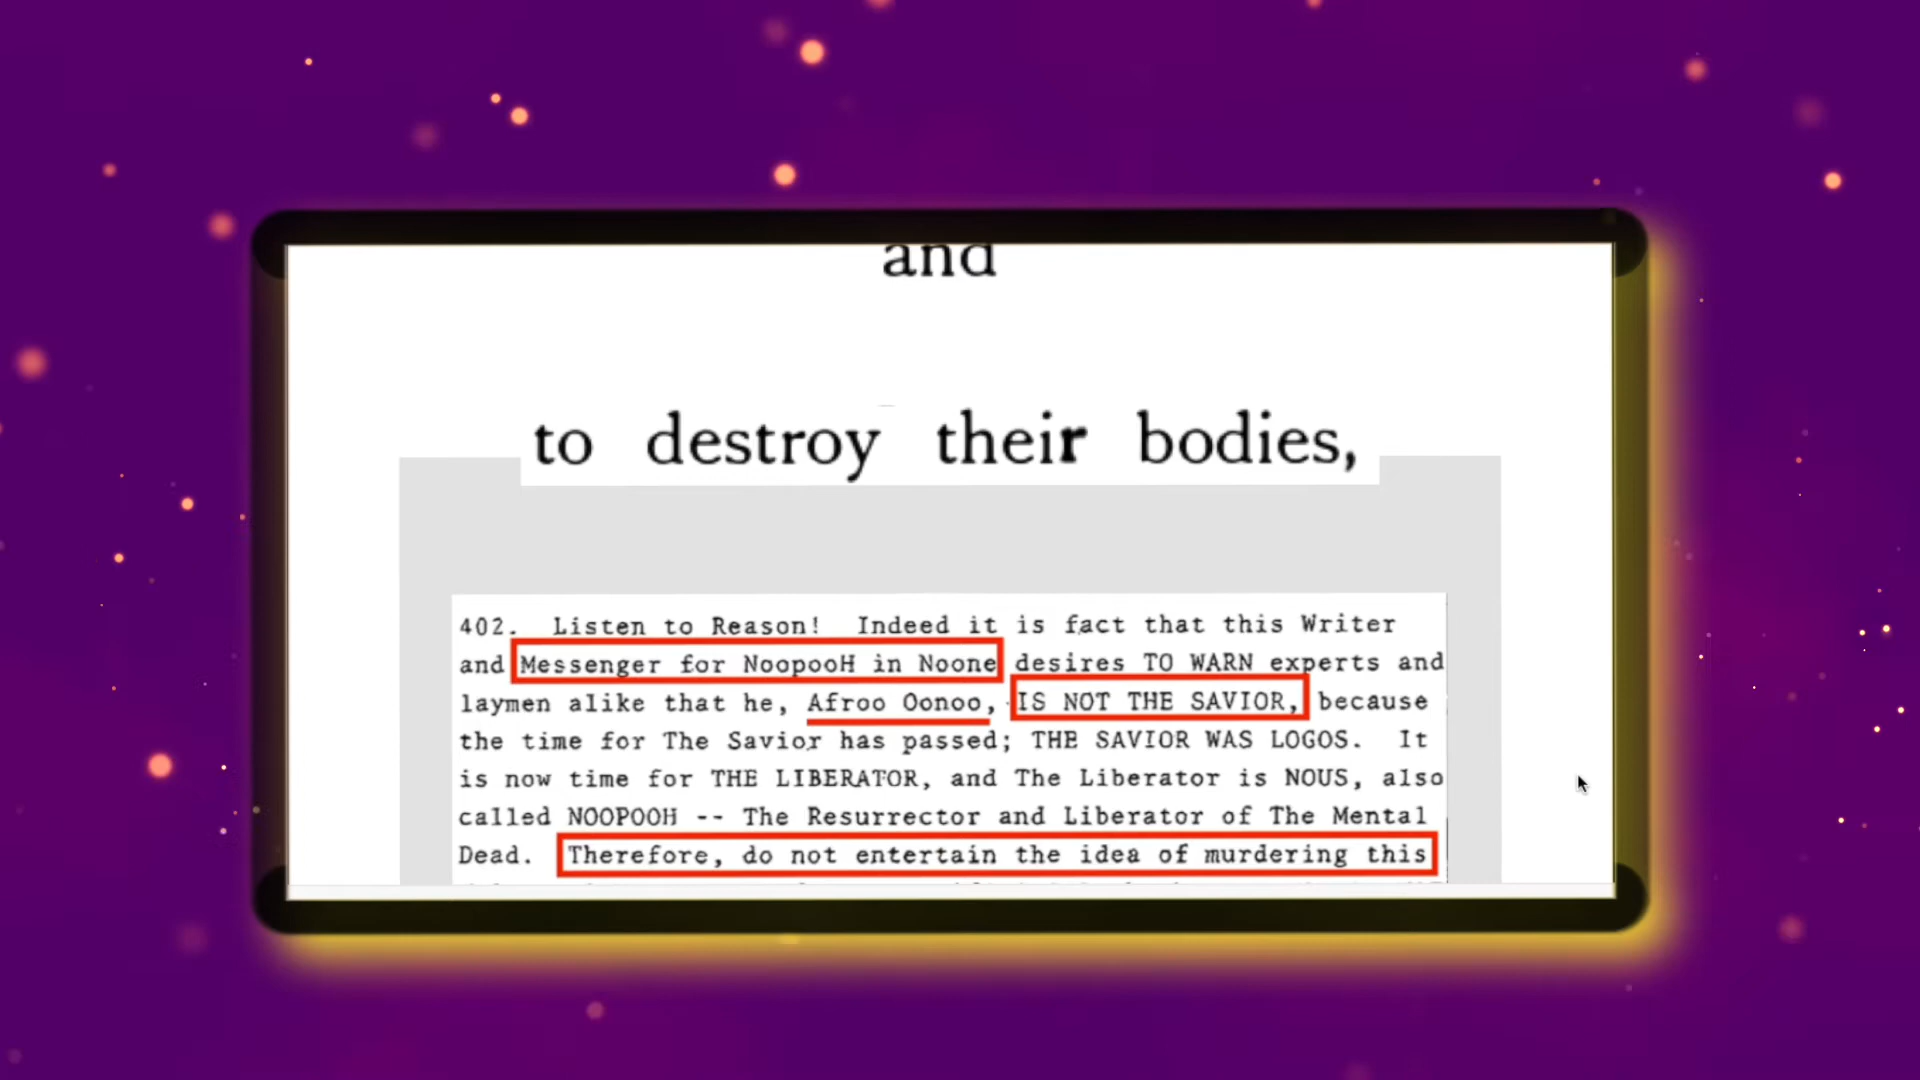 and
to destroy their bodies,
402. Listen to Reason! Indeed it is fact that this Writer
and Messenger for NoopooH in Noone desires TO WARN experts and
laymen alike that he, Afroo Oonoo, IS NOT THE SAVIOR, because
the time for The Savior has passed; THE SAVIOR WAS LOGOS. It
is now time for THE LIBERATOR, and The Liberator is NOUS, also
called NOOPOOH -- The Resurrector and Liberator of The Mental
Dead. Therefore, do not entertain the idea of murdering this